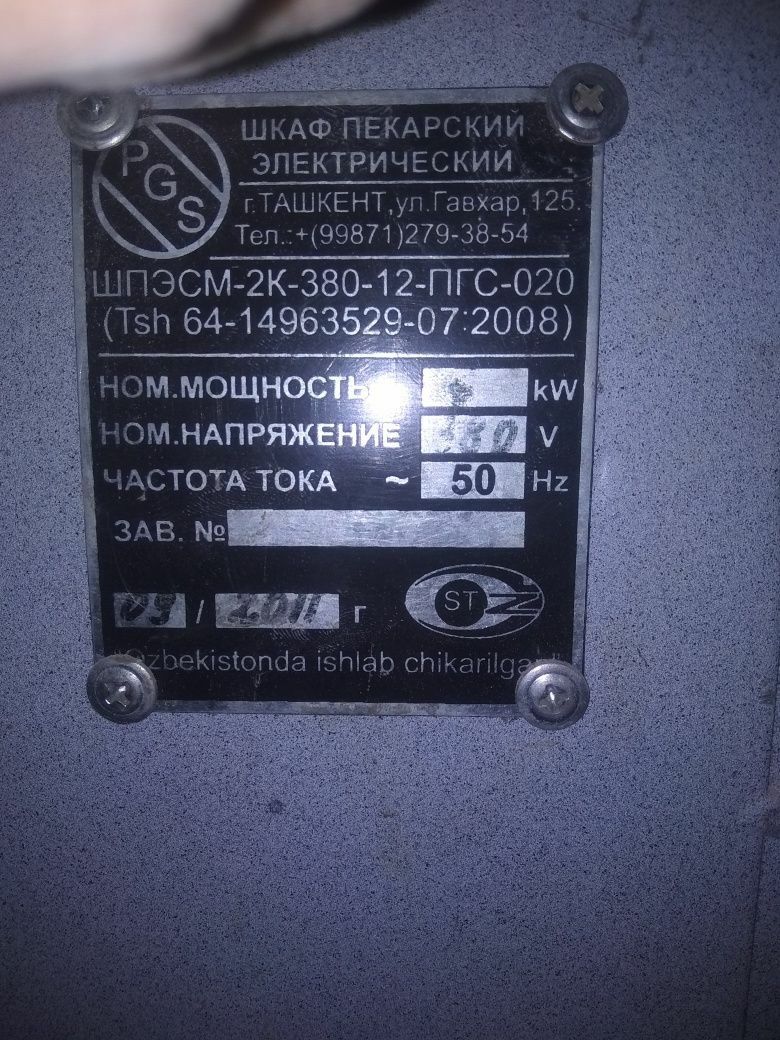 PGS
ШКАФ ПЕКАРСКИЙ
ЭЛЕКТРИЧЕСКИЙ
г.ТАШКЕНТ,ул.Гавхар,125.
Тел.:+(99871)279-38-54
ШПЭСМ-2К-380-12-ПГС-020
(Tsh 64-14963529-07:2008)
НОМ.МОЩНОСТЬ kW
НОМ.НАПРЯЖЕНИЕ 380 V
ЧАСТОТА ТОКА ~ 50 Hz
ЗАВ. №
09 / 2011 г
ST
O'zbekistonda ishlab